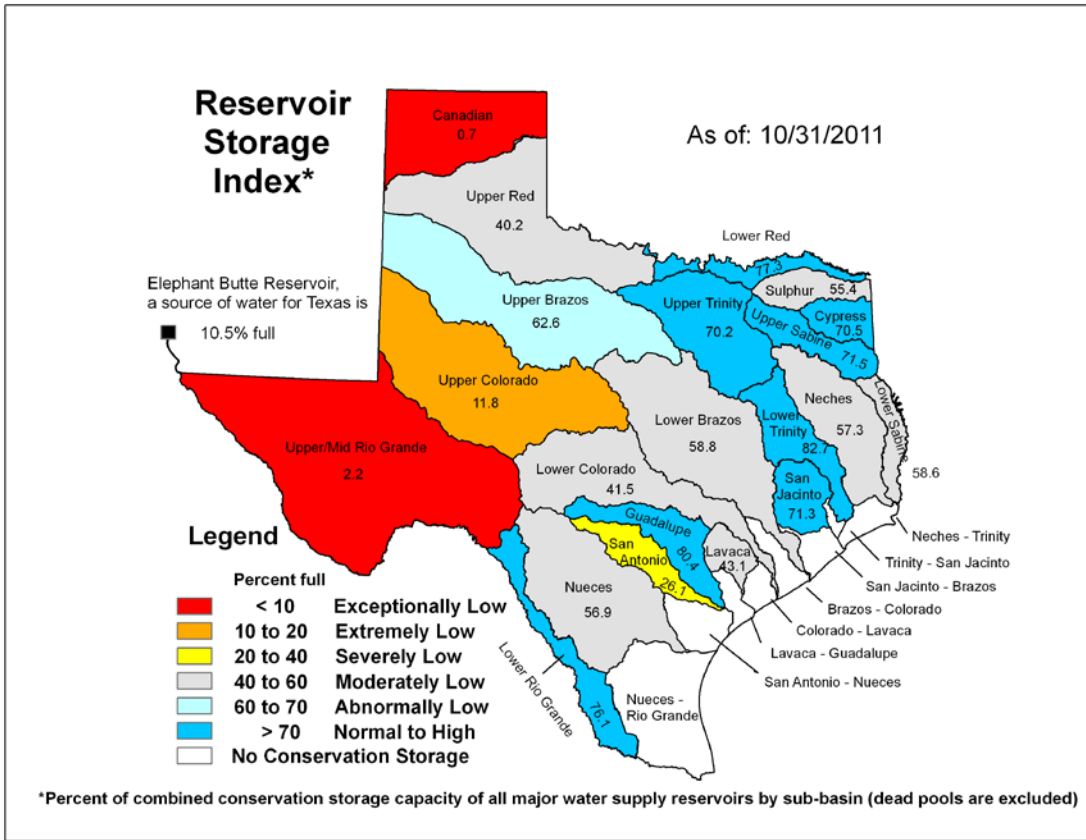 Reservoir
Storage
Index*
As of: 10/31/2011
Canadian
0.7
Upper Red
40.2
Lower Red
77.3
Sulphur
55.4
Cypress
70.5
Elephant Butte Reservoir,
a source of water for Texas is
10.5% full
Upper Brazos
62.6
Upper Trinity
70.2
Upper Sabine
71.5
Upper Colorado
11.8
Lower Brazos
58.8
Lower
Trinity
82.7
Neches
57.3
Lower Sabine
58.6
Upper/Mid Rio Grande
2.2
Lower Colorado
41.5
San
Jacinto
71.3
Guadalupe
80.4
San
Antonio
26.1
Lavaca
43.1
Nueces
56.9
Lower Rio Grande
76.1
Nueces -
Rio Grande
Neches - Trinity
Trinity - San Jacinto
San Jacinto - Brazos
Brazos - Colorado
Colorado - Lavaca
Lavaca - Guadalupe
San Antonio - Nueces
Legend
Percent full
< 10 Exceptionally Low
10 to 20 Extremely Low
20 to 40 Severely Low
40 to 60 Moderately Low
60 to 70 Abnormally Low
> 70 Normal to High
No Conservation Storage
*Percent of combined conservation storage capacity of all major water supply reservoirs by sub-basin (dead pools are excluded)